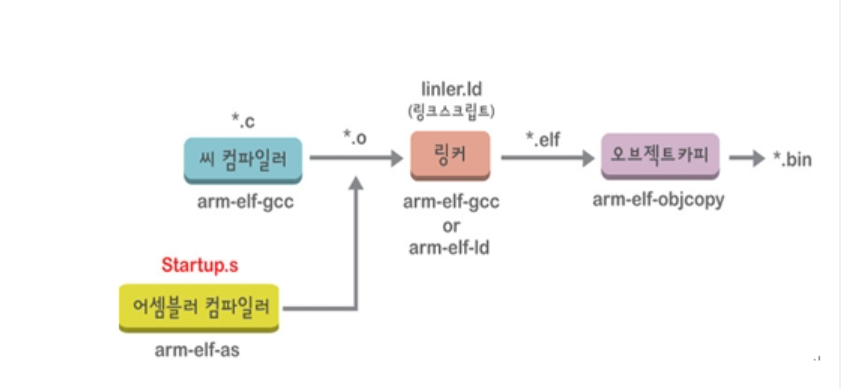 linler.ld
(링크스크립트)
*.c
*.o
*.elf
씨 컴파일러
링커
오브젝트카피
*.bin
arm-elf-gcc
arm-elf-gcc
or
arm-elf-ld
arm-elf-objcopy
Startup.s
어셈블러 컴파일러
arm-elf-as